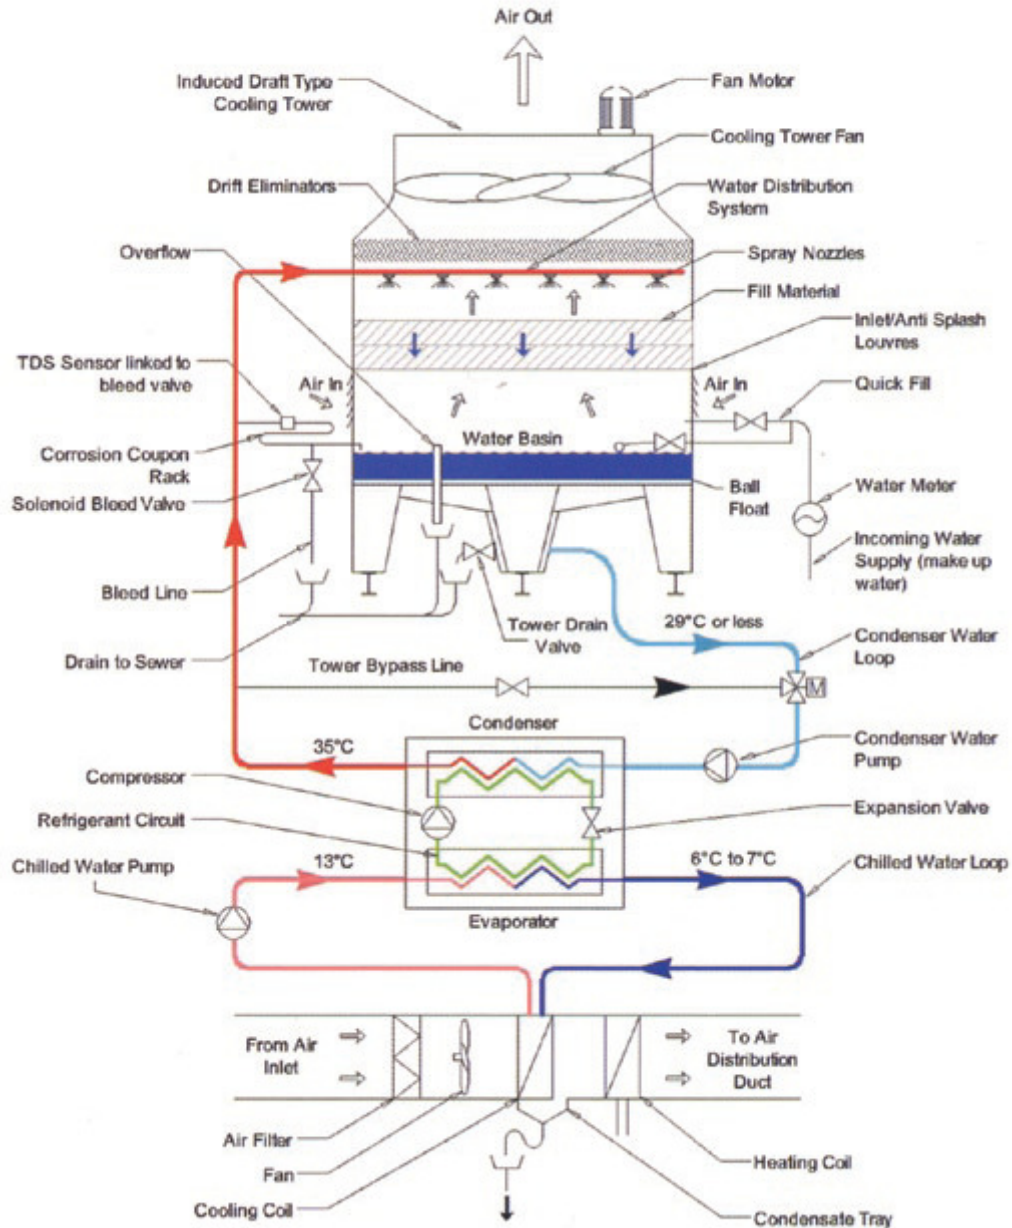 Air Out
Induced Draft Type
Cooling Tower
Fan Motor
Cooling Tower Fan
Drift Eliminators
Water Distribution
System
Overflow
Spray Nozzles
Fill Material
Inlet/Anti Splash
Louvres
TDS Sensor linked to
bleed valve
Air In
Air In
Quick Fill
Water Basin
Corrosion Coupon
Rack
Solenoid Bleed Valve
Ball
Float
Water Meter
Incoming Water
Supply (make up
water)
Bleed Line
Tower Drain
Valve
29°C or less
Condenser Water
Loop
Drain to Sewer
Tower Bypass Line
M
Condenser
35°C
Condenser Water
Pump
Compressor
Expansion Valve
Refrigerant Circuit
13°C
6°C to 7°C
Chilled Water Pump
Chilled Water Loop
Evaporator
From Air
Inlet
To Air
Distribution
Duct
Air Filter
Fan
Heating Coil
Cooling Coil
Condensate Tray